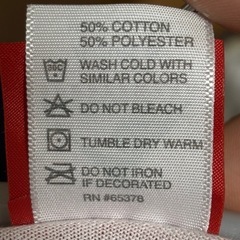 50% COTTON
50% POLYESTER
WASH COLD WITH
SIMILAR COLORS
DO NOT BLEACH
TUMBLE DRY WARM
DO NOT IRON
IF DECORATED
RN #65378